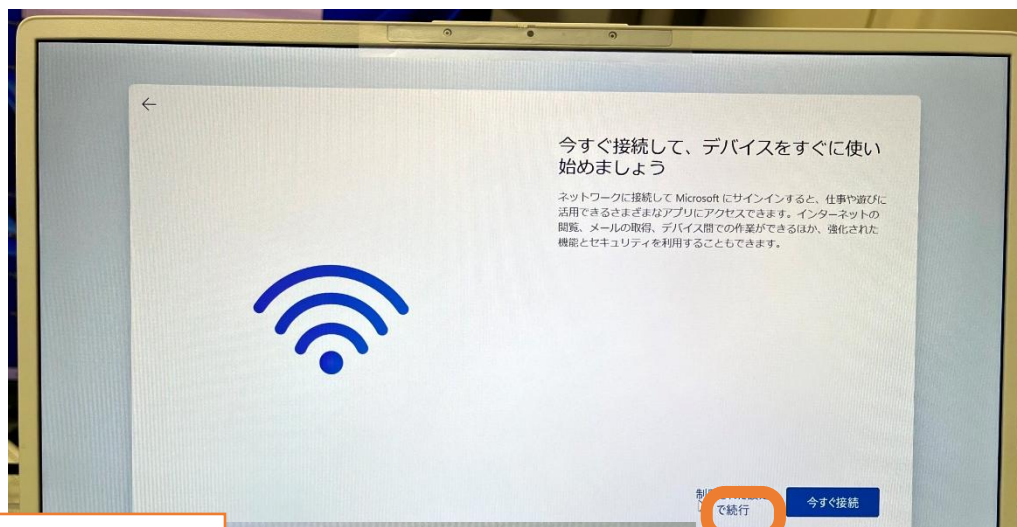 今すぐ接続して、デバイスをすぐに使い
始めましょう
ネットワークに接続して Microsoft にサインインすると、仕事や遊びに
活用できるさまざまなアプリにアクセスできます。インターネットの
閲覧、メールの取得、デバイス間での作業ができるほか、強化された
機能とセキュリティを利用することもできます。
で続行
今すぐ接続